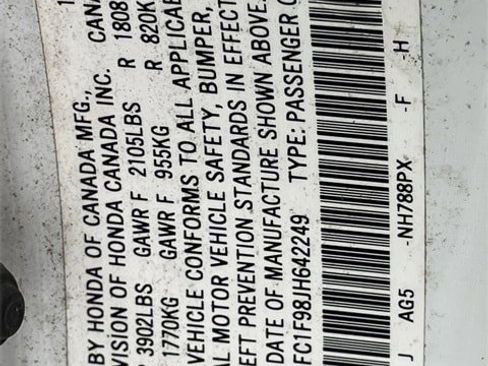 BY HONDA OF CANADA MFG.,
VISION OF HONDA CANADA INC. CAN
3902LBS GAWR F 2105LBS R 1808
1770KG GAWR F 955KG R 820K
VEHICLE CONFORMS TO ALL APPLICAB
AL MOTOR VEHICLE SAFETY, BUMPER,
EFT PREVENTION STANDARDS IN EFFECT
DATE OF MANUFACTURE SHOWN ABOVE.
FC1F98JH642249 TYPE: PASSENGER C
J AG5 -NH788PX -F -H